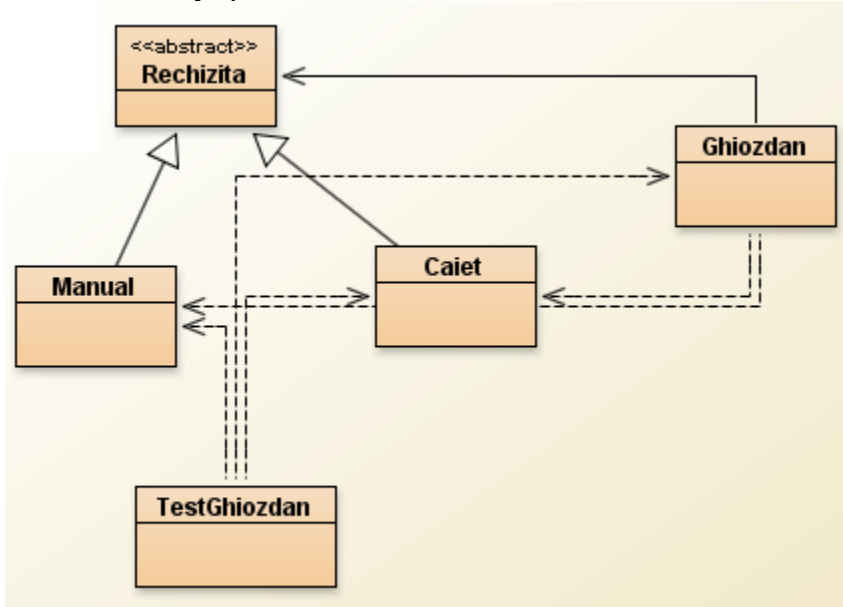 <<abstract>>
Rechizita
Ghiozdan
Caiet
Manual
TestGhiozdan